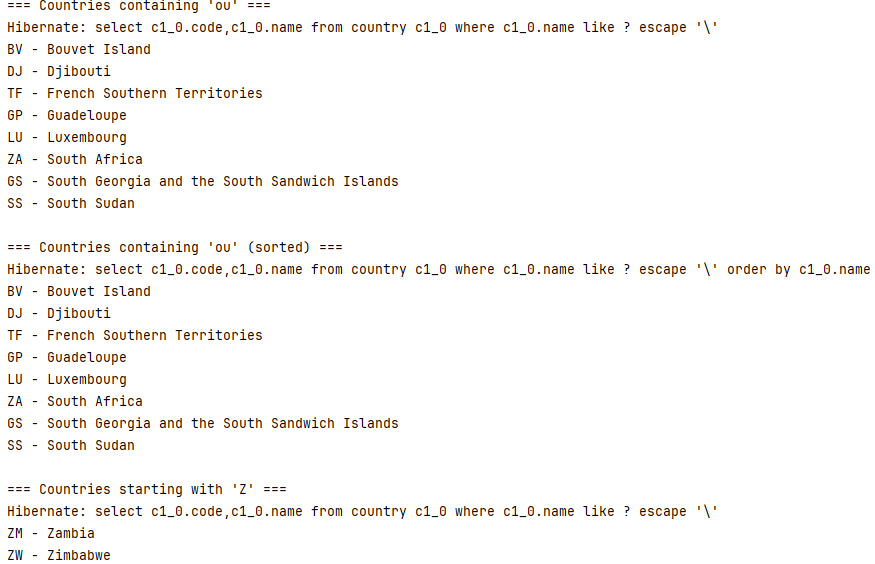 === Countries containing 'ou' ===
Hibernate: select c1_0.code,c1_0.name from country c1_0 where c1_0.name like ? escape '\'
BV - Bouvet Island
DJ - Djibouti
TF - French Southern Territories
GP - Guadeloupe
LU - Luxembourg
ZA - South Africa
GS - South Georgia and the South Sandwich Islands
SS - South Sudan
=== Countries containing 'ou' (sorted) ===
Hibernate: select c1_0.code,c1_0.name from country c1_0 where c1_0.name like ? escape '\' order by c1_0.name
BV - Bouvet Island
DJ - Djibouti
TF - French Southern Territories
GP - Guadeloupe
LU - Luxembourg
ZA - South Africa
GS - South Georgia and the South Sandwich Islands
SS - South Sudan
=== Countries starting with 'Z' ===
Hibernate: select c1_0.code,c1_0.name from country c1_0 where c1_0.name like ? escape '\'
ZM - Zambia
ZW - Zimbabwe